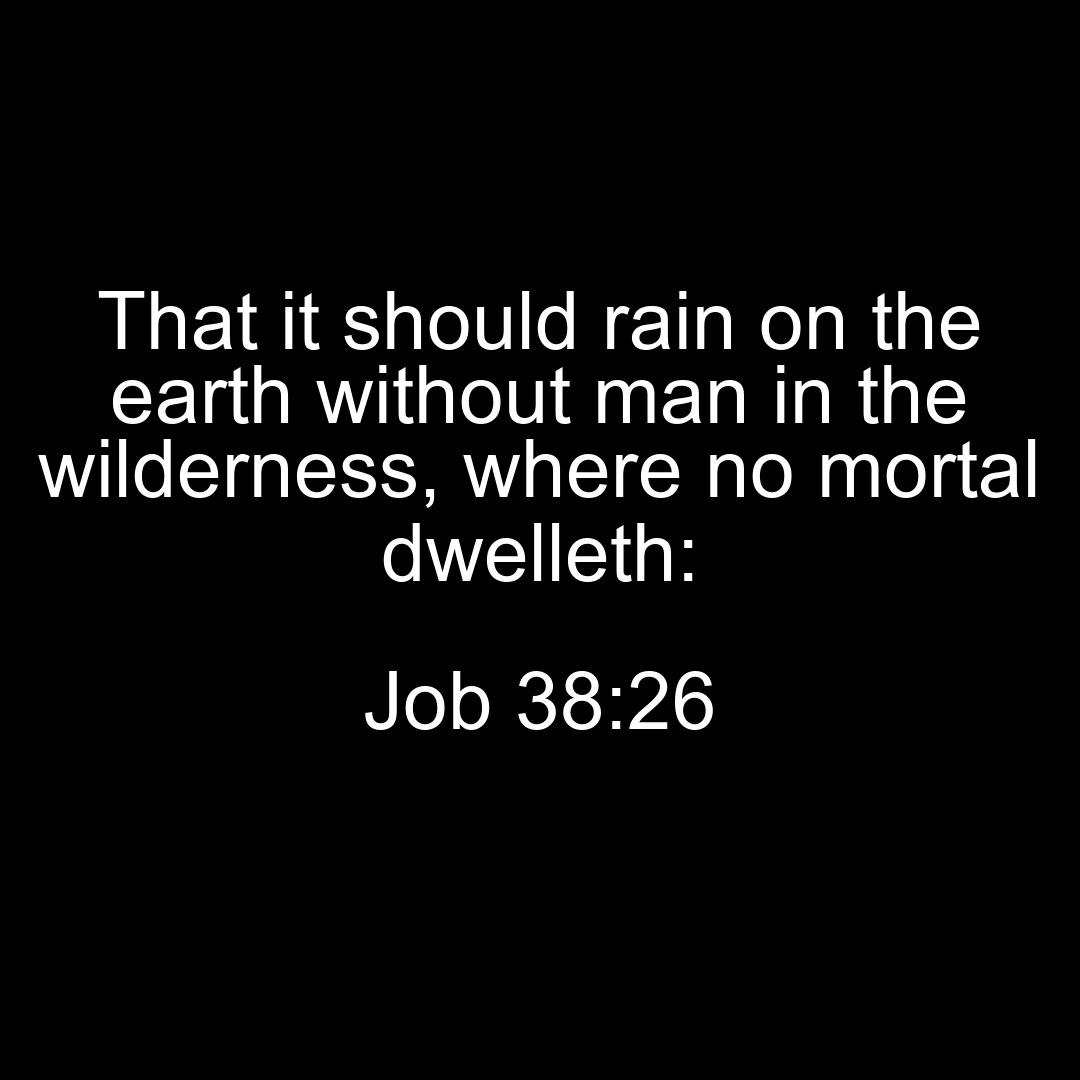 That it should rain on the
earth without man in the
wilderness, where no mortal
dwelleth:
Job 38:26